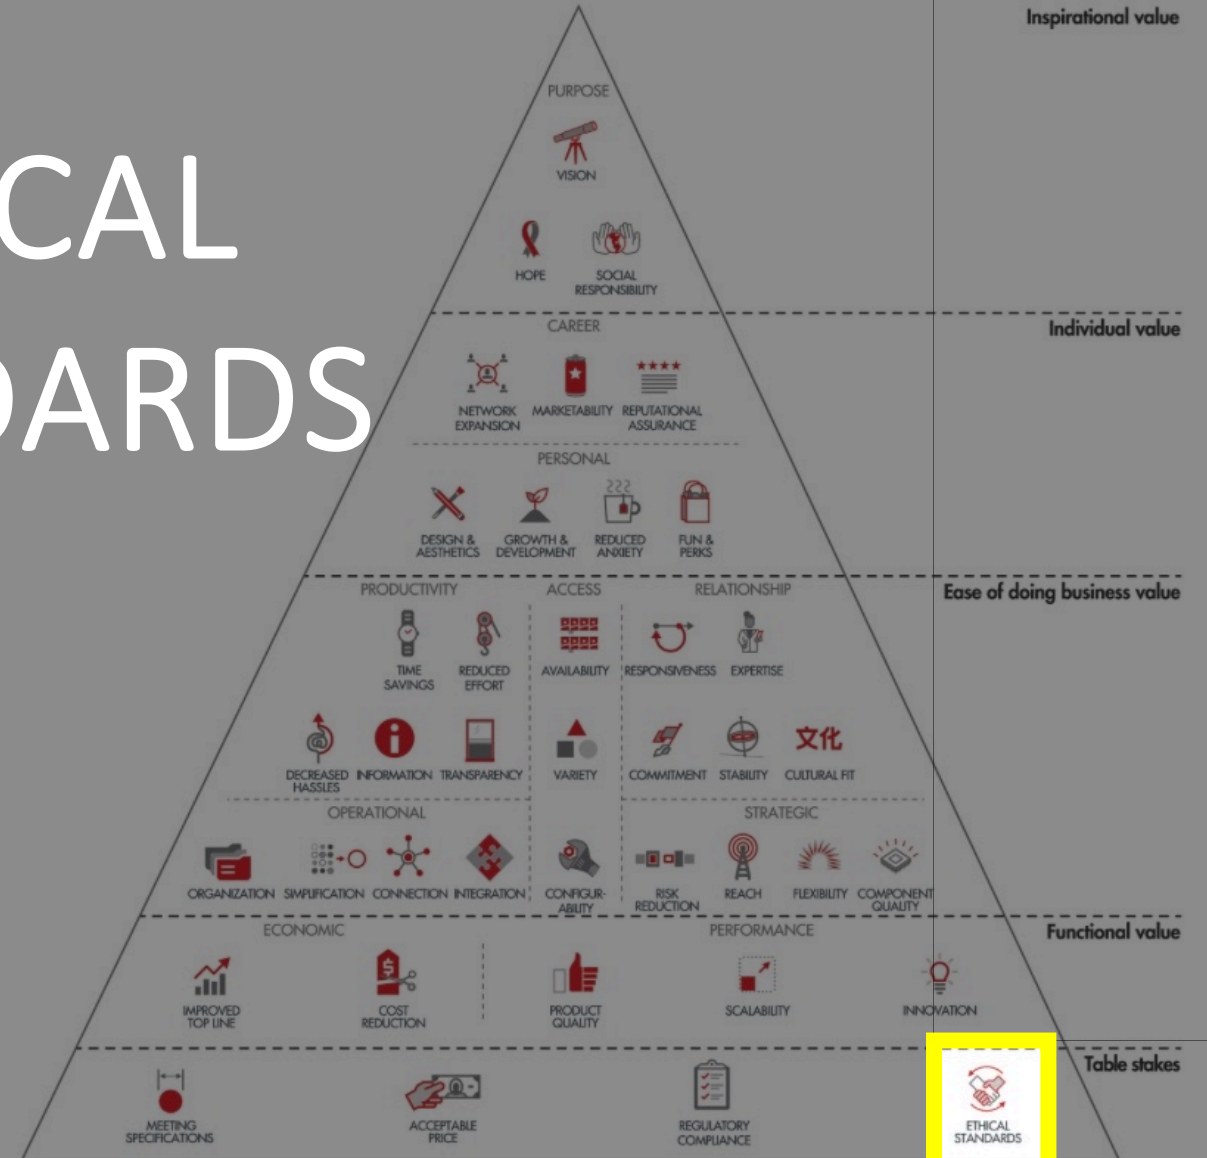 CAL
DARDS
Inspirational value
PURPOSE
VISION
HOPE
SOCIAL
RESPONSIBILITY
Individual value
CAREER
NETWORK
EXPANSION
MARKETABILITY
REPUTATIONAL
ASSURANCE
PERSONAL
DESIGN &
AESTHETICS
GROWTH &
DEVELOPMENT
REDUCED
ANXIETY
FUN &
PERKS
Ease of doing business value
PRODUCTIVITY
ACCESS
RELATIONSHIP
TIME
SAVINGS
REDUCED
EFFORT
AVAILABILITY
RESPONSIVENESS
EXPERTISE
文化
DECREASED
HASSLES
INFORMATION
TRANSPARENCY
VARIETY
COMMITMENT
STABILITY
CULTURAL FIT
OPERATIONAL
STRATEGIC
ORGANIZATION
SIMPLIFICATION
CONNECTION
INTEGRATION
CONFIGUR-
ABILITY
RISK
REDUCTION
REACH
FLEXIBILITY
COMPONENT
QUALITY
Functional value
ECONOMIC
PERFORMANCE
$
IMPROVED
TOP LINE
COST
REDUCTION
PRODUCT
QUALITY
SCALABILITY
INNOVATION
Table stakes
MEETING
SPECIFICATIONS
ACCEPTABLE
PRICE
REGULATORY
COMPLIANCE
ETHICAL
STANDARDS